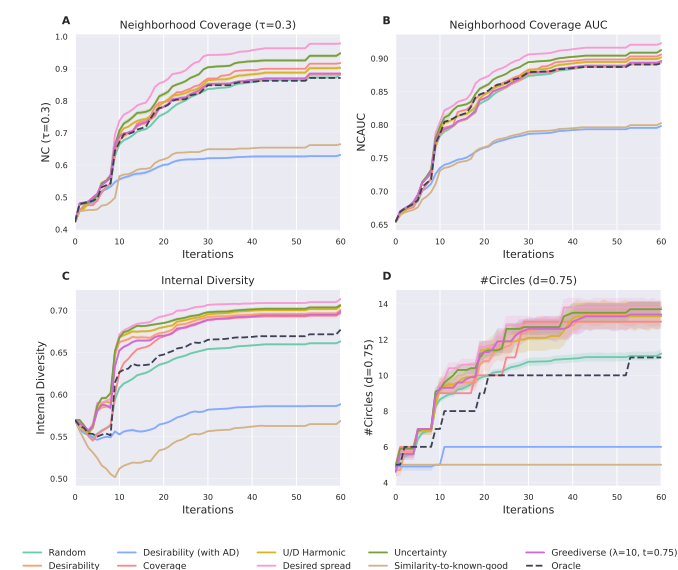 A
Neighborhood Coverage (τ=0.3)
1.0
0.9
0.8
0.7
0.6
0.5
0.4
NC (τ=0.3)
0 10 20 30 40 50 60
Iterations
B
Neighborhood Coverage AUC
0.90
0.85
0.80
0.75
0.70
0.65
NCAUC
0 10 20 30 40 50 60
Iterations
C
Internal Diversity
0.70
0.65
0.60
0.55
0.50
Internal Diversity
0 10 20 30 40 50 60
Iterations
D
#Circles (d=0.75)
14
12
10
8
6
4
#Circles (d=0.75)
0 10 20 30 40 50 60
Iterations
Random
Desirability
Desirability (with AD)
Coverage
U/D Harmonic
Desired spread
Uncertainty
Similarity-to-known-good
Greediverse (λ=10, t=0.75)
Oracle